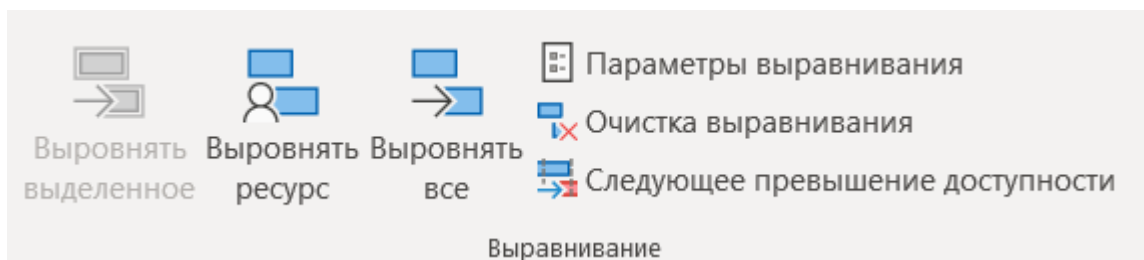 Выровнять выделенное
Выровнять ресурс
Выровнять все
Параметры выравнивания
Очистка выравнивания
Следующее превышение доступности
Выравнивание